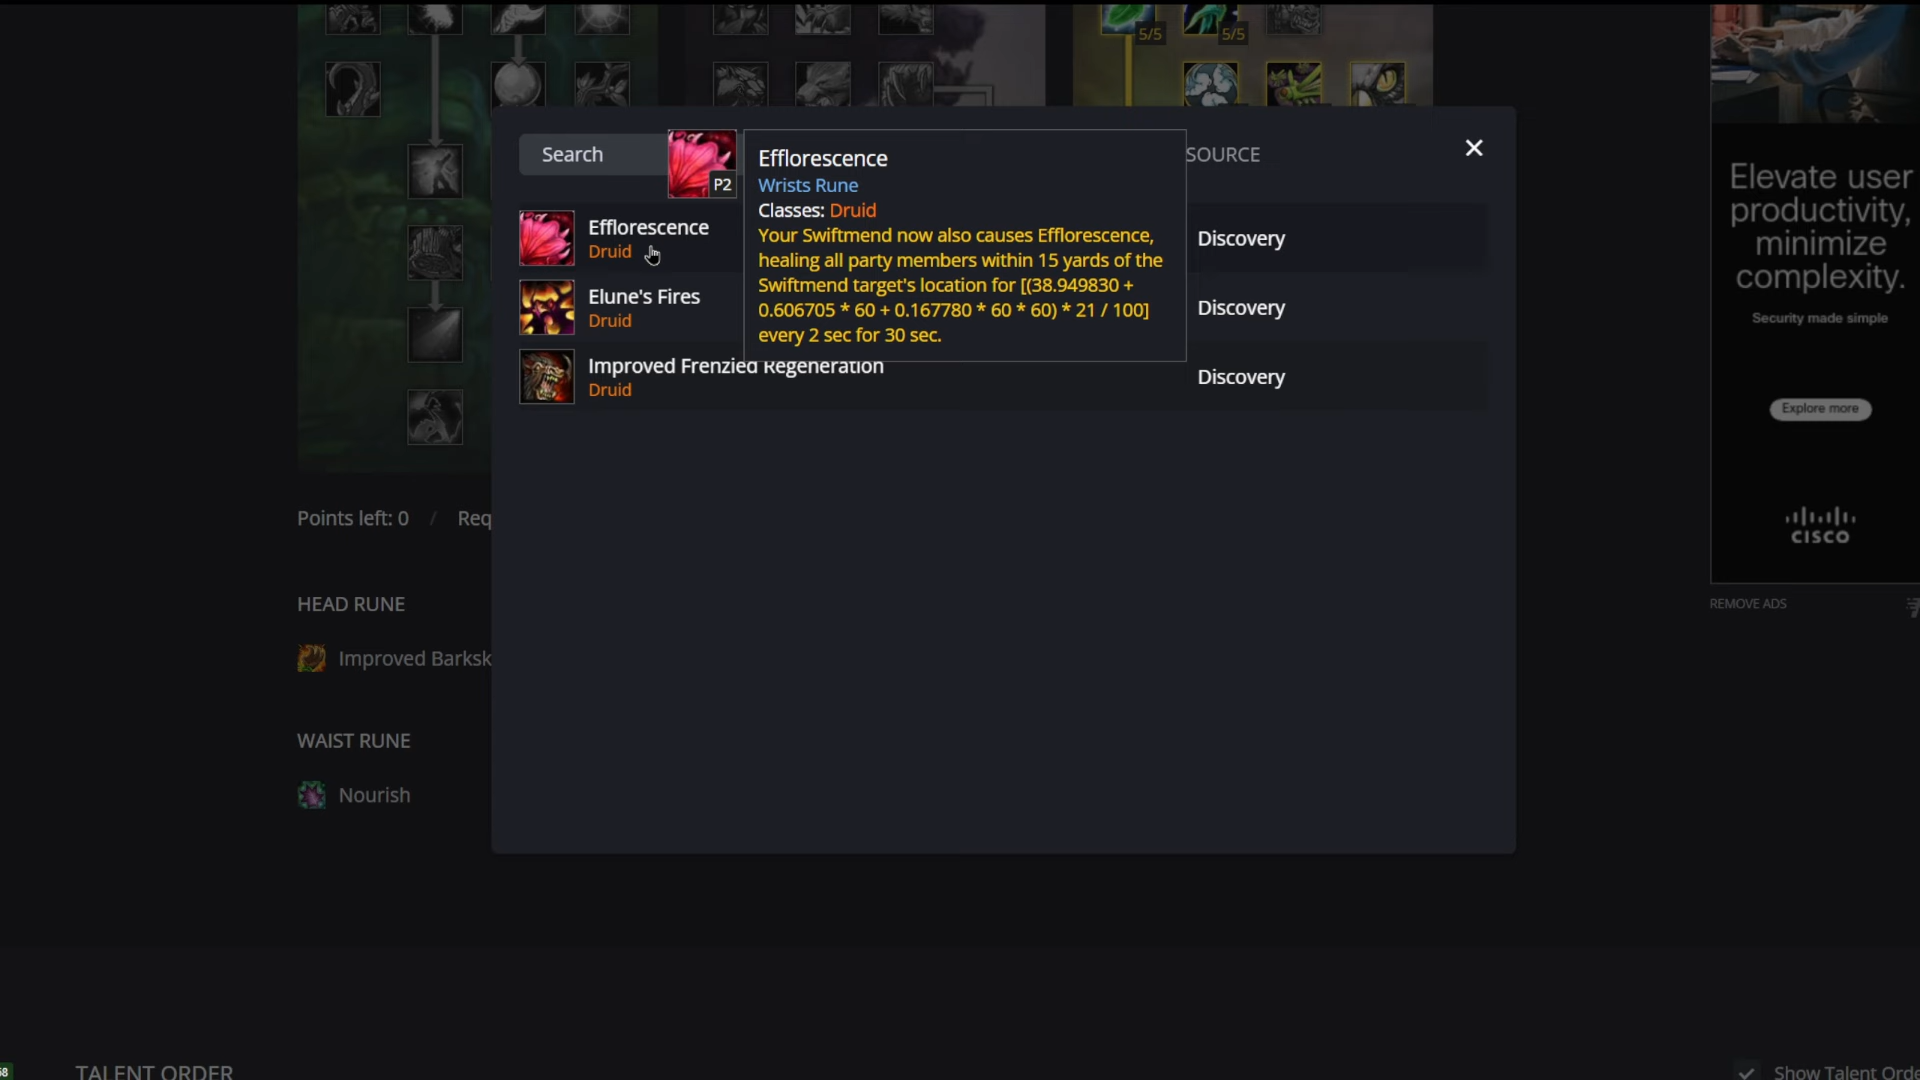 5/5
5/5
Search
P2
Efflorescence
Wrists Rune
Classes: Druid
Your Swiftmend now also causes Efflorescence,
healing all party members within 15 yards of the
Swiftmend target's location for [(38.949830 +
0.606705 * 60 + 0.167780 * 60 * 60) * 21 / 100]
every 2 sec for 30 sec.
SOURCE
Efflorescence
Druid
Discovery
Elune's Fires
Druid
Discovery
Improved Frenzied Regeneration
Druid
Discovery
Elevate user
productivity,
minimize
complexity.
Security made simple
Explore more
CISCO
REMOVE ADS
Points left: 0 / Req
HEAD RUNE
Improved Barksk
WAIST RUNE
Nourish
TALENT ORDER
Show Talent Orde